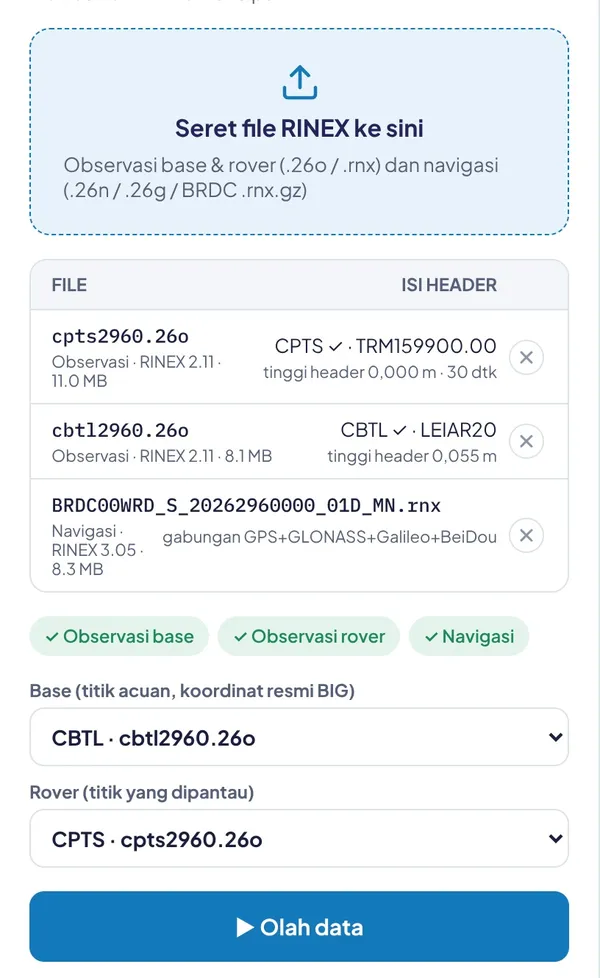 Seret file RINEX ke sini
Observasi base & rover (.26o / .rnx) dan navigasi
(.26n / .26g / BRDC .rnx.gz)
FILE ISI HEADER
cpts2960.26o
Observasi · RINEX 2.11 ·
11.0 MB
CPTS ✓ · TRM159900.00
tinggi header 0,000 m · 30 dtk
cbtl2960.26o
Observasi · RINEX 2.11 · 8.1 MB
CBTL ✓ · LEIAR20
tinggi header 0,055 m
BRDC00WRD_S_20262960000_01D_MN.rnx
Navigasi ·
RINEX 3.05 ·
8.3 MB
gabungan GPS+GLONASS+Galileo+BeiDou
✓ Observasi base
✓ Observasi rover
✓ Navigasi
Base (titik acuan, koordinat resmi BIG)
CBTL · cbtl2960.26o
Rover (titik yang dipantau)
CPTS · cpts2960.26o
▶ Olah data